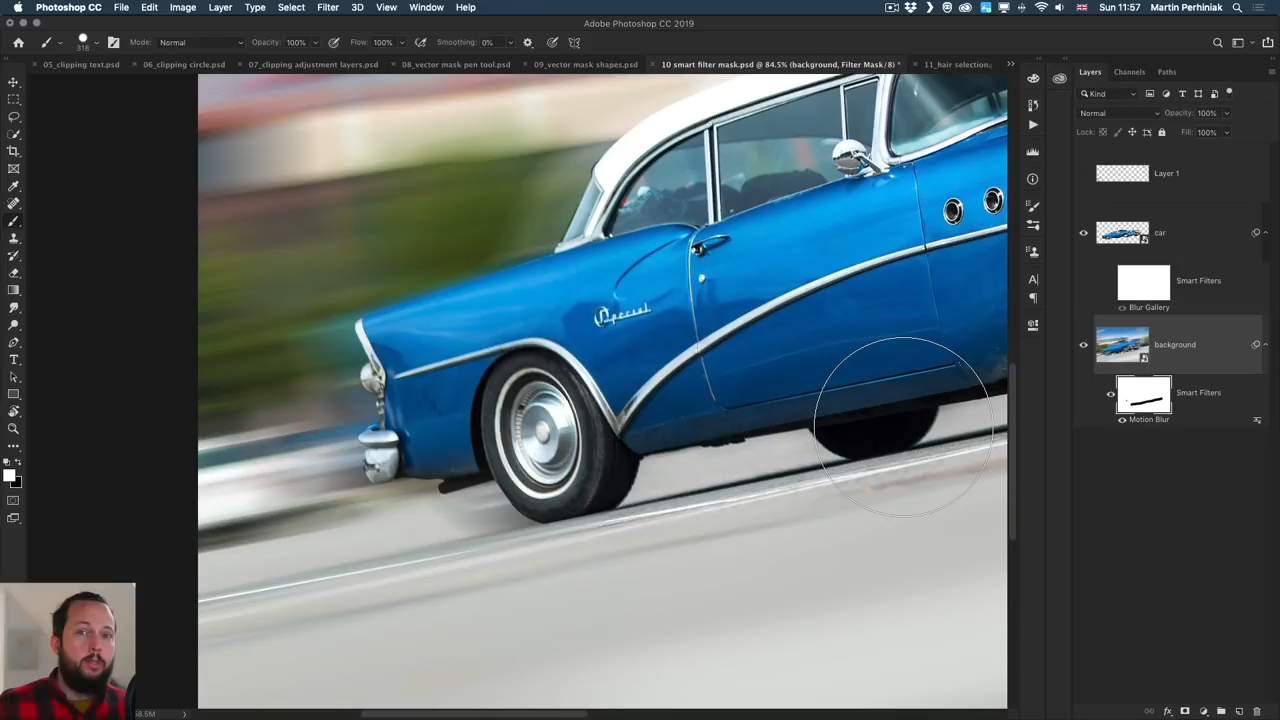 Photoshop CC File Edit Image Layer Type Select Filter 3D View Window Help Sun 11:57 Martin Perhiniak
Adobe Photoshop CC 2019
318 Mode: Normal Opacity: 100% Flow: 100% Smoothing: 0%
05_clipping text.psd 06_clipping circle.psd 07_clipping adjustment layers.psd 08_vector mask pen tool.psd 09_vector mask shapes.psd 10 smart filter mask.psd @ 84.5% (background, Filter Mask/8) * 11_hair selection.;
Layers Channels Paths
Kind
Normal Opacity: 100%
Lock: Fill: 100%
Layer 1
car
Smart Filters
Blur Gallery
background
Smart Filters
Motion Blur
Special